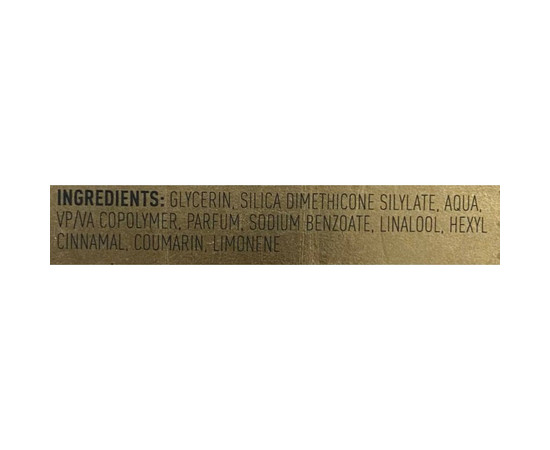 INGREDIENTS: GLYCERIN, SILICA DIMETHICONE SILYLATE, AQUA,
VP/VA COPOLYMER, PARFUM, SODIUM BENZOATE, LINALOOL, HEXYL
CINNAMAL, COUMARIN, LIMONENE